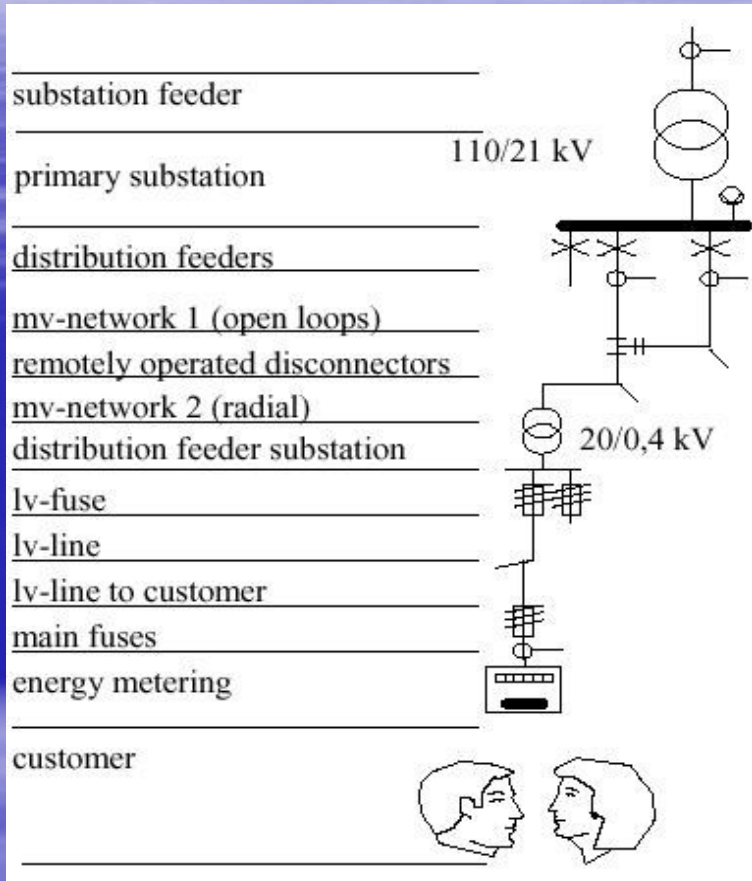 substation feeder
110/21 kV
primary substation
distribution feeders
mv-network 1 (open loops)
remotely operated disconnectors
mv-network 2 (radial)
distribution feeder substation
20/0,4 kV
lv-fuse
lv-line
lv-line to customer
main fuses
energy metering
customer